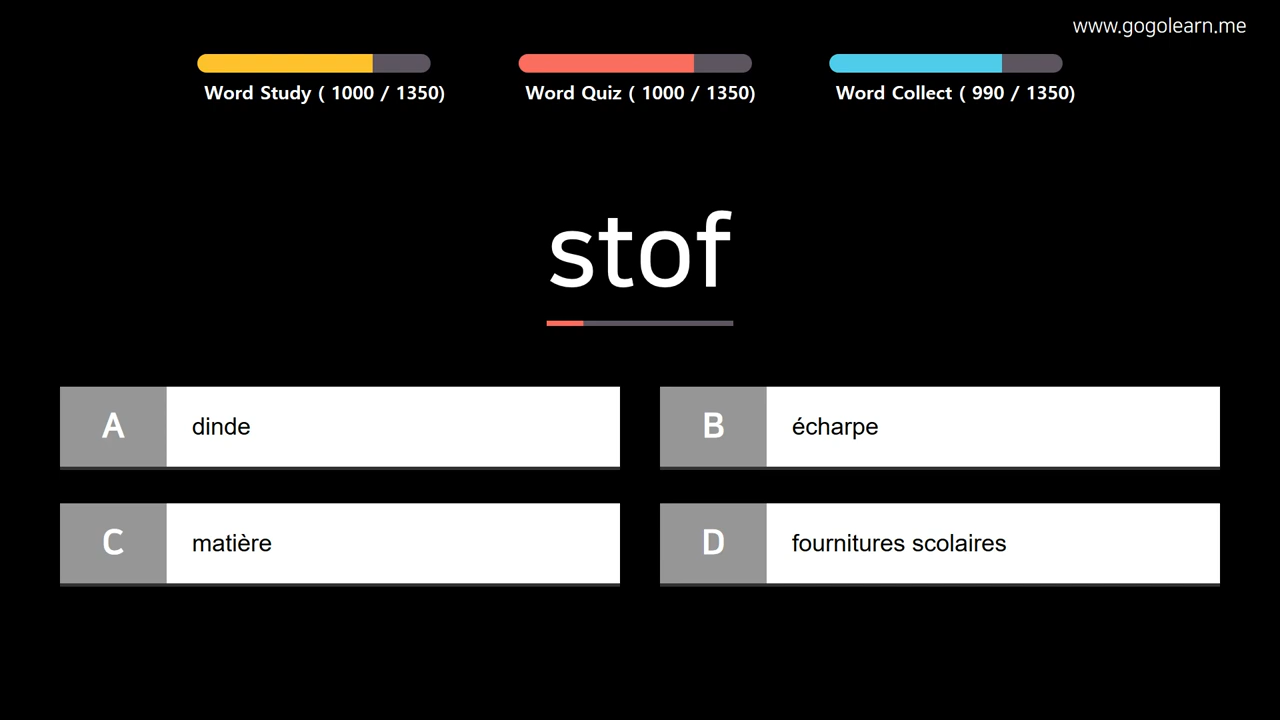 www.gogolearn.me
Word Study ( 1000 / 1350)
Word Quiz ( 1000 / 1350)
Word Collect ( 990 / 1350)
stof
A dinde
B écharpe
C matière
D fournitures scolaires